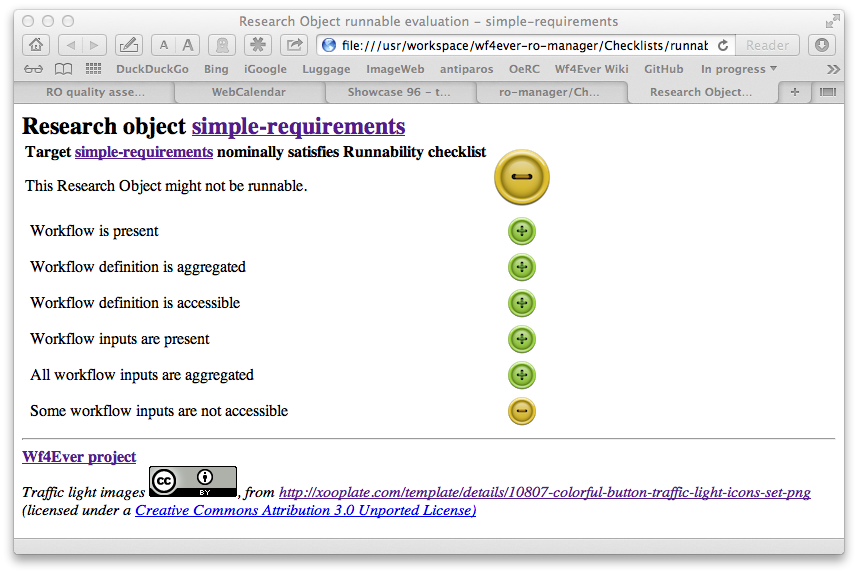 Research Object runnable evaluation – simple-requirements
A A file:///usr/workspace/wf4ever-ro-manager/Checklists/runnab Reader
DuckDuckGo Bing iGoogle Luggage ImageWeb antiparos OeRC Wf4Ever Wiki GitHub In progress
RO quality asse... WebCalendar Showcase 96 – t... ro-manager/Ch... Research Object...
Research object simple-requirements
Target simple-requirements nominally satisfies Runnability checklist
This Research Object might not be runnable.
Workflow is present
Workflow definition is aggregated
Workflow definition is accessible
Workflow inputs are present
All workflow inputs are aggregated
Some workflow inputs are not accessible
Wf4Ever project
Traffic light images cc BY , from http://xooplate.com/template/details/10807-colorful-button-traffic-light-icons-set-png
(licensed under a Creative Commons Attribution 3.0 Unported License)